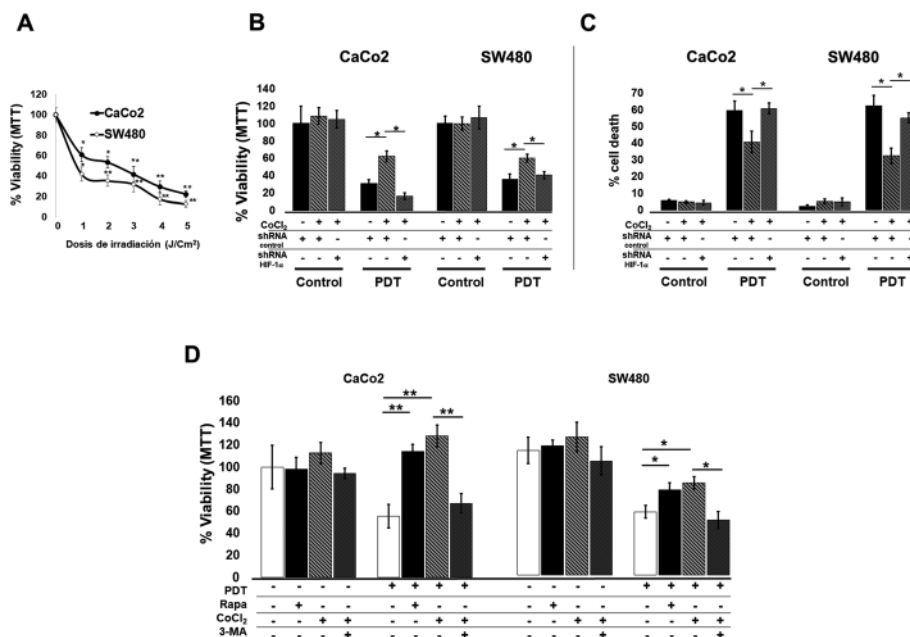 A
% Viability (MTT)
120
100
80
60
40
20
0
CaCo2
SW480
* * ** ** **
* ** ** ** **
0 1 2 3 4 5
Dosis de irradiación (J/Cm²)
B
CaCo2 SW480
% Viability (MTT)
140
120
100
80
60
40
20
0
* * * *
CoCl₂ - + + - + + - + + - + +
shRNA control + + - + + - + + - + + -
shRNA HIF-1α - - + - - + - - + - - +
Control PDT Control PDT
C
CaCo2 SW480
% cell death
70
60
50
40
30
20
10
0
* * * *
CoCl₂ - + + - + + - + + - + +
shRNA control + + - + + - + + - + + -
shRNA HIF-1α - - + - - + - - + - - +
Control PDT Control PDT
D
CaCo2 SW480
% Viability (MTT)
160
140
120
100
80
60
40
20
0
** ** ** * * *
PDT - - - - + + + + - - - - + + + +
Rapa - + - - - + - - - + - - - + - -
CoCl₂ - - + + - - + + - - + + - - + +
3-MA - - - + - - - + - - - + - - - +